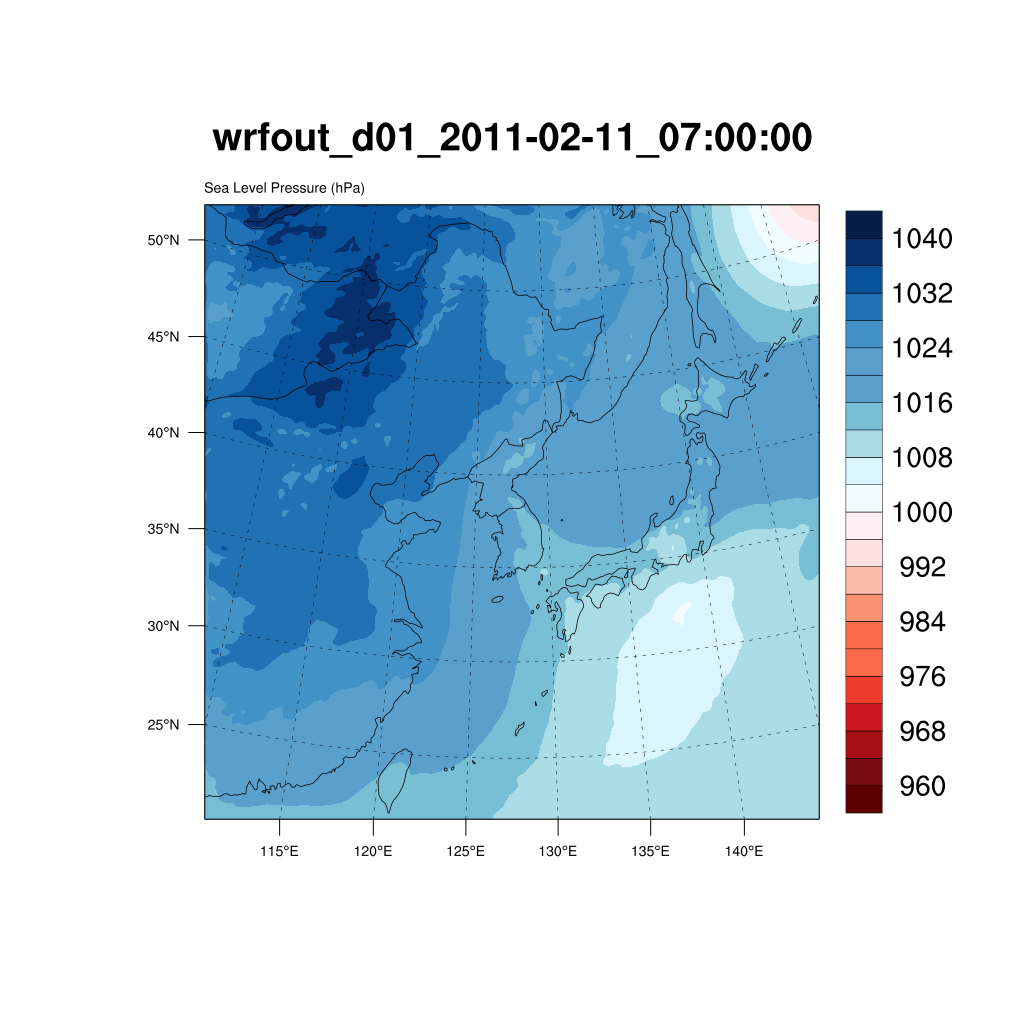 wrfout_d01_2011-02-11_07:00:00
Sea Level Pressure (hPa)
50°N
45°N
40°N
35°N
30°N
25°N
115°E
120°E
125°E
130°E
135°E
140°E
1040
1032
1024
1016
1008
1000
992
984
976
968
960